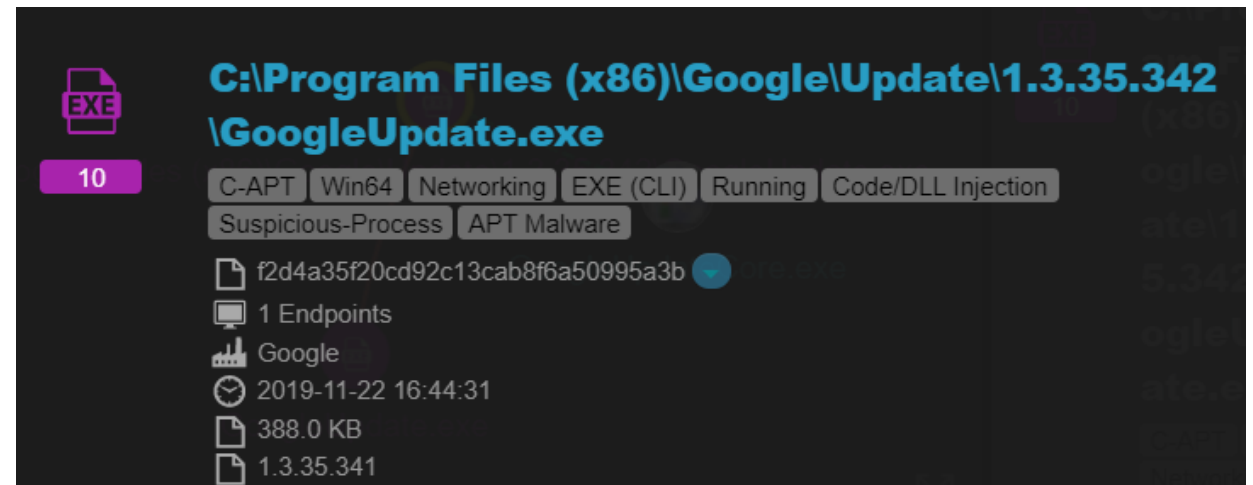 C:\Program Files (x86)\Google\Update\1.3.35.342
\GoogleUpdate.exe
EXE
10
C-APT Win64 Networking EXE (CLI) Running Code/DLL Injection
Suspicious-Process APT Malware
f2d4a35f20cd92c13cab8f6a50995a3b
1 Endpoints
Google
2019-11-22 16:44:31
388.0 KB
1.3.35.341